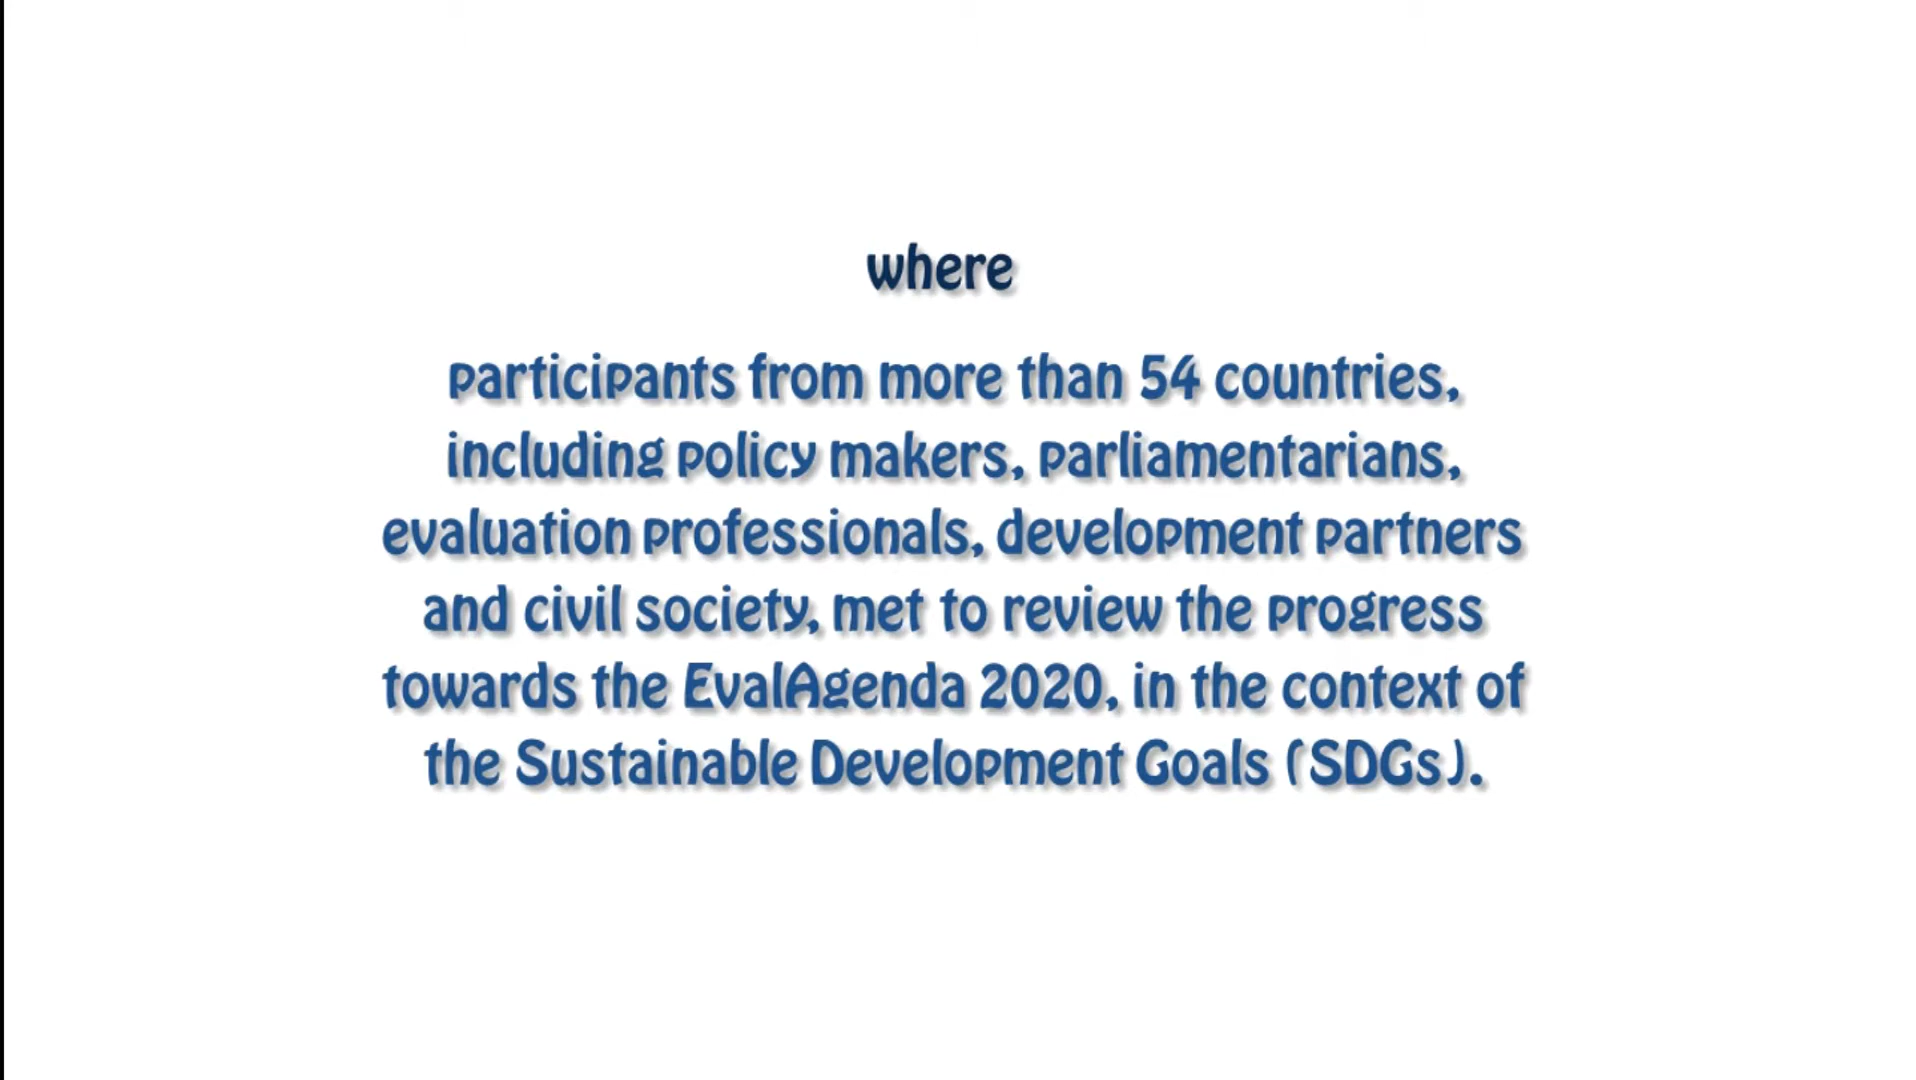 where
participants from more than 54 countries,
including policy makers, parliamentarians,
evaluation professionals, development partners
and civil society, met to review the progress
towards the EvalAgenda 2020, in the context of
the Sustainable Development Goals (SDGs).